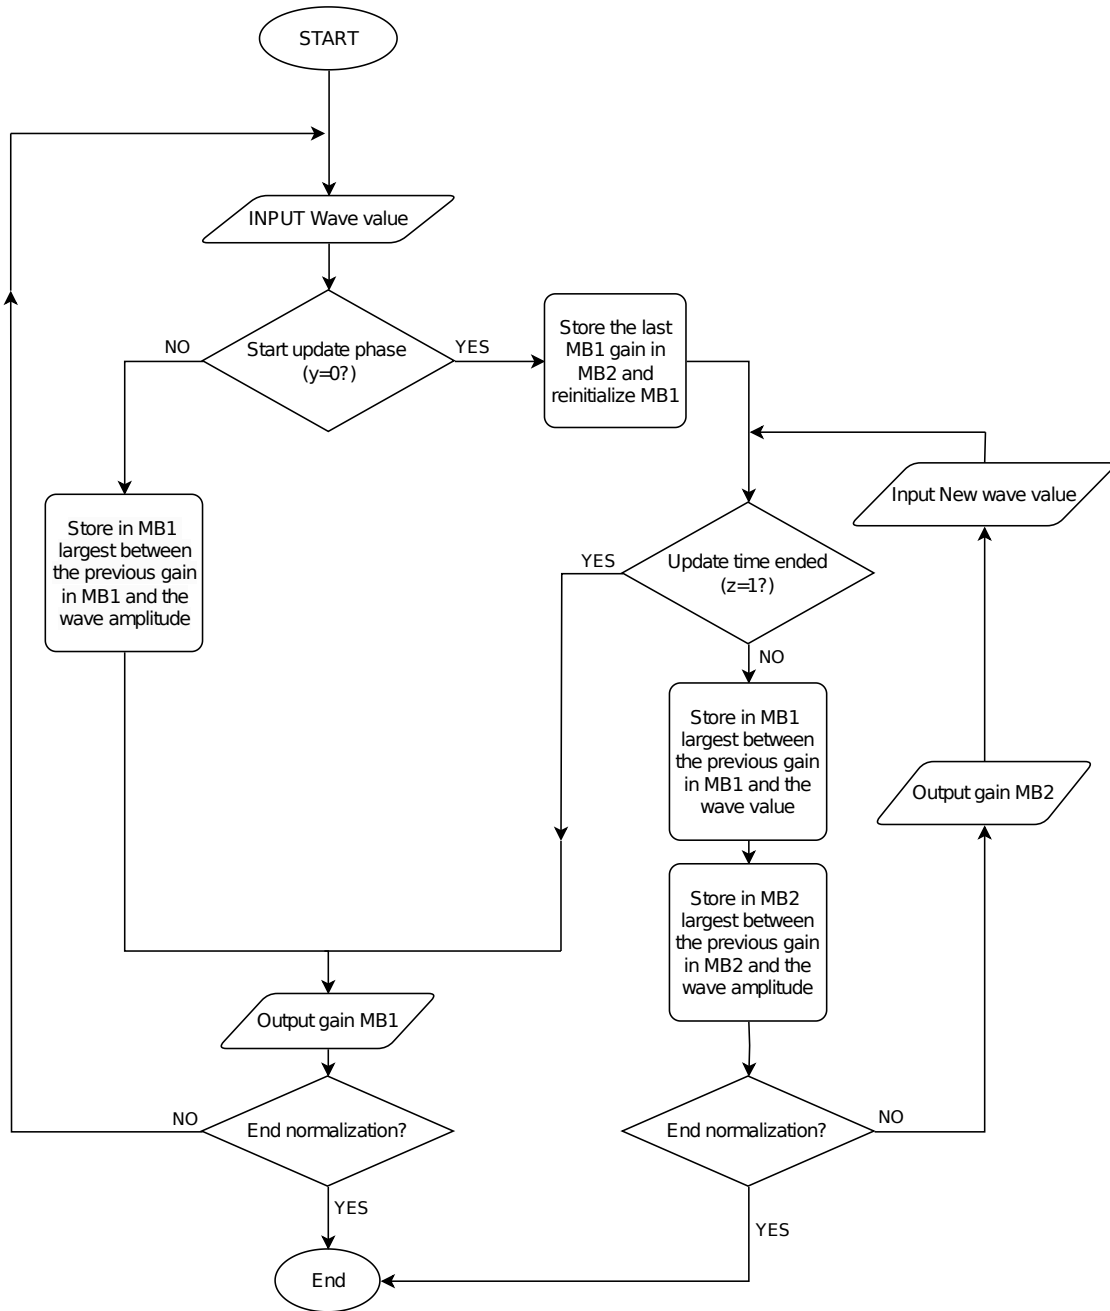 START
INPUT Wave value
Start update phase
(y=0?)
NO
YES
Store the last
MB1 gain in
MB2 and
reinitialize MB1
Input New wave value
Store in MB1
largest between
the previous gain
in MB1 and the
wave amplitude
YES
Update time ended
(z=1?)
NO
Store in MB1
largest between
the previous gain
in MB1 and the
wave value
Output gain MB2
Store in MB2
largest between
the previous gain
in MB2 and the
wave amplitude
Output gain MB1
NO
End normalization?
YES
End normalization?
NO
YES
End